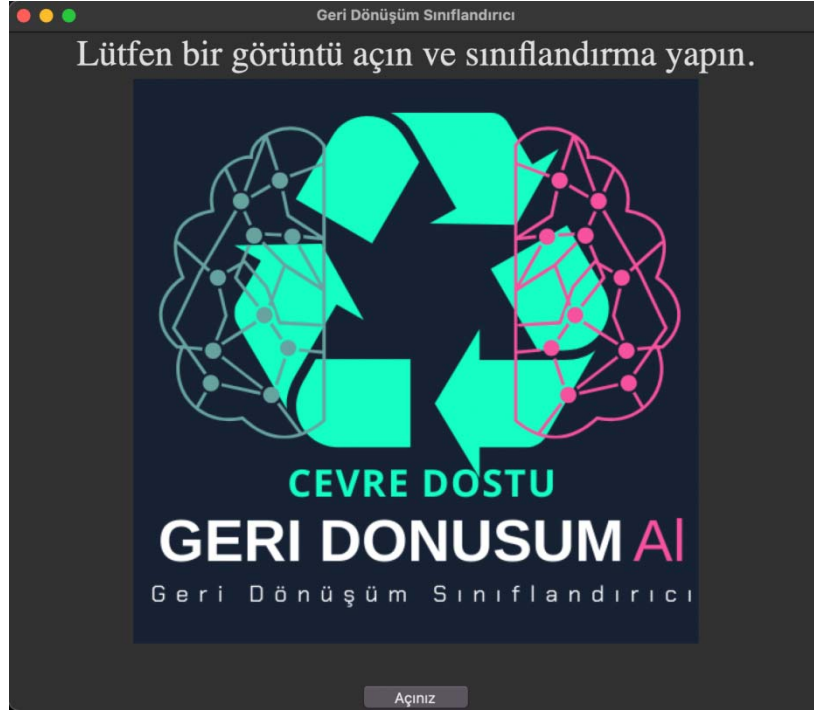 Geri Dönüşüm Sınıflandırıcı
Lütfen bir görüntü açın ve sınıflandırma yapın.
CEVRE DOSTU
GERI DONUSUM AI
Geri Dönüşüm Sınıflandırıcı
Açınız